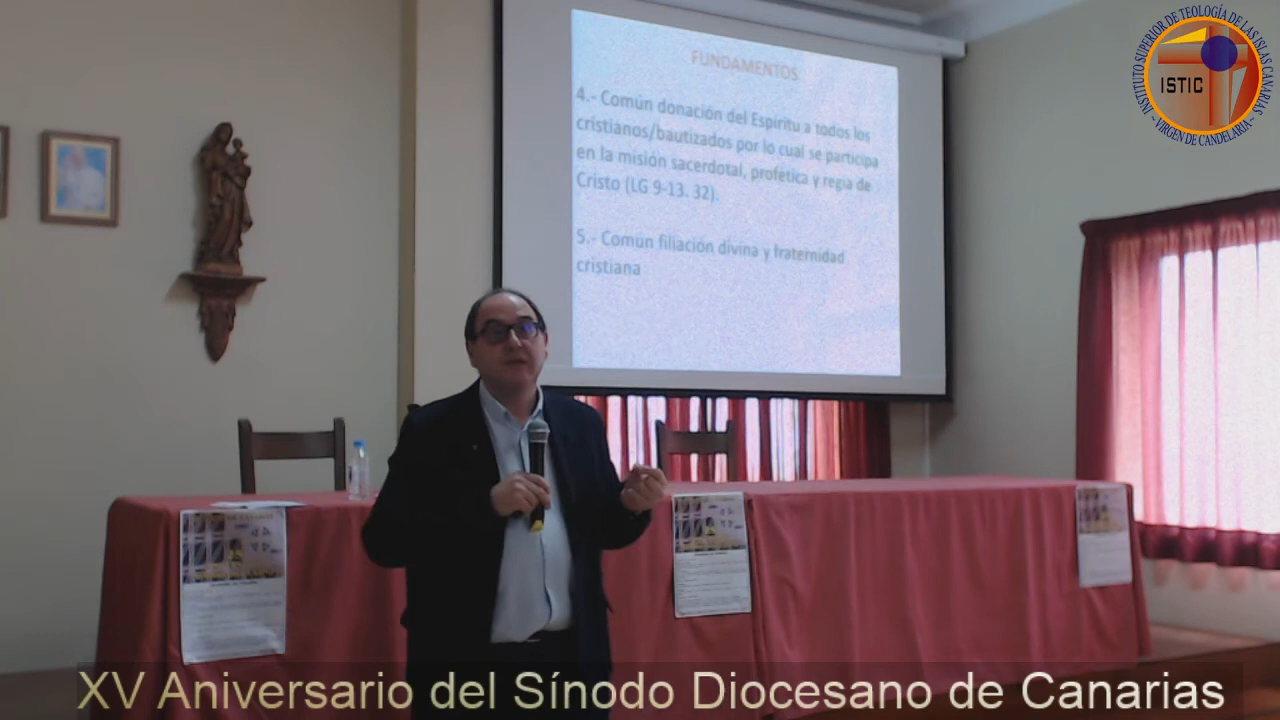 FUNDAMENTOS
4.- Común donación del Espíritu a todos los
cristianos/bautizados por lo cual se participa
en la misión sacerdotal, profética y regia de
Cristo (LG 9-13. 32).
5.- Común filiación divina y fraternidad
cristiana
INSTITUTO SUPERIOR DE TEOLOGÍA DE LAS ISLAS CANARIAS
ISTIC
~ VIRGEN DE CANDELARIA ~
XV Aniversario del Sínodo Diocesano de Canarias